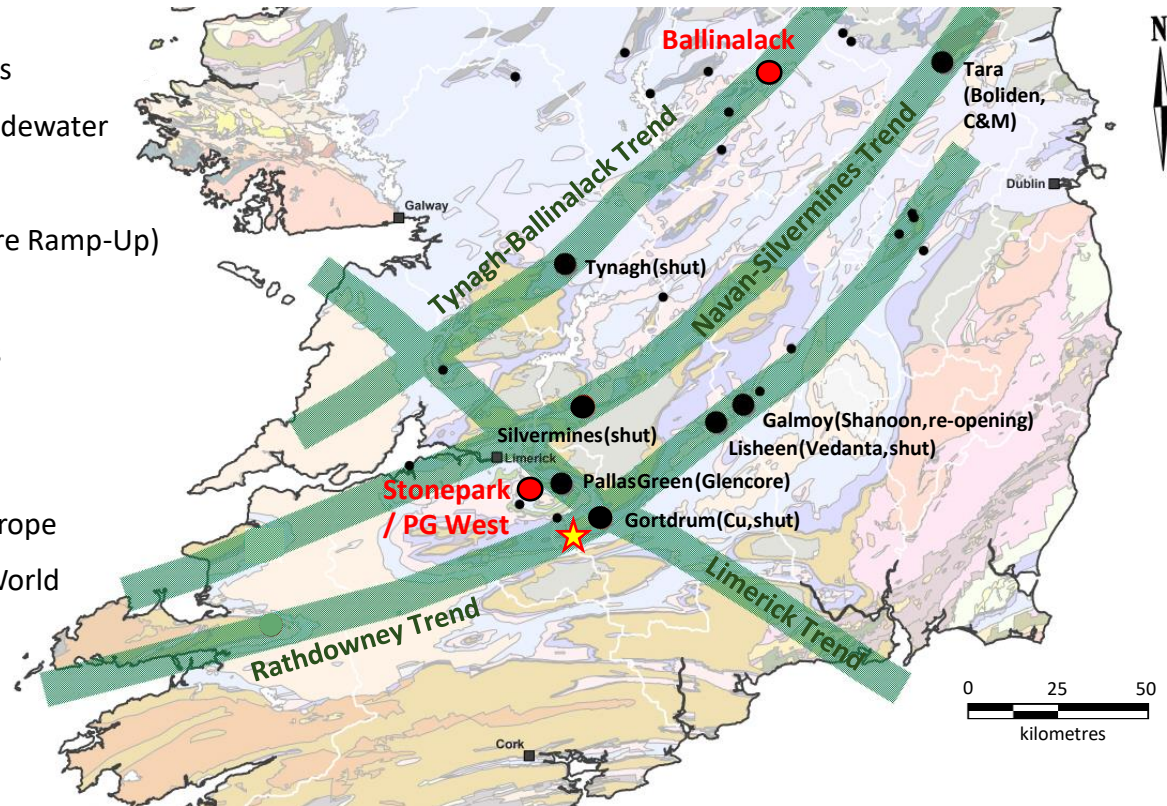 s
dewater
re Ramp-Up)
rope
World
Ballinalack
Tara
(Boliden,
C&M)
N
Dublin
Galway
Tynagh-Ballinalack Trend
Navan-Silvermines Trend
Tynagh(shut)
Silvermines(shut)
Galmoy(Shanoon,re-opening)
Lisheen(Vedanta,shut)
Limerick
Stonepark
/ PG West
PallasGreen(Glencore)
Gortdrum(Cu,shut)
Rathdowney Trend
Limerick Trend
Cork
0 25 50
kilometres